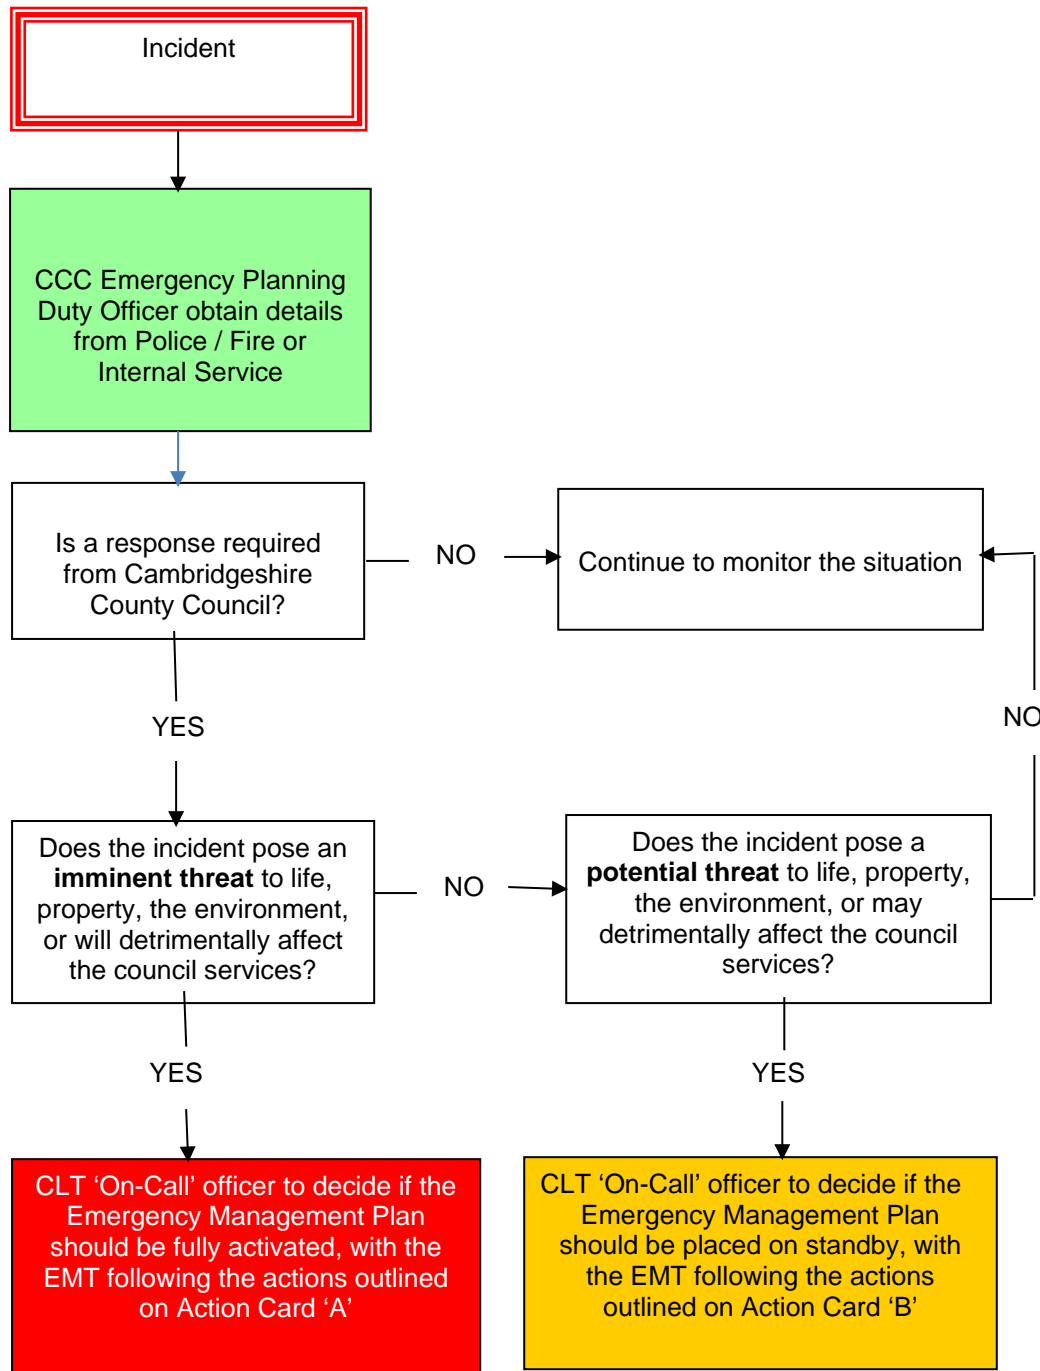 Incident
CCC Emergency Planning
Duty Officer obtain details
from Police / Fire or
Internal Service
Is a response required
from Cambridgeshire
County Council?
NO
Continue to monitor the situation
YES
NO
Does the incident pose an
imminent threat to life,
property, the environment,
or will detrimentally affect
the council services?
NO
Does the incident pose a
potential threat to life, property,
the environment, or may
detrimentally affect the council
services?
YES
YES
CLT ‘On-Call’ officer to decide if the
Emergency Management Plan
should be fully activated, with the
EMT following the actions outlined
on Action Card ‘A’
CLT ‘On-Call’ officer to decide if the
Emergency Management Plan
should be placed on standby, with
the EMT following the actions
outlined on Action Card ‘B’